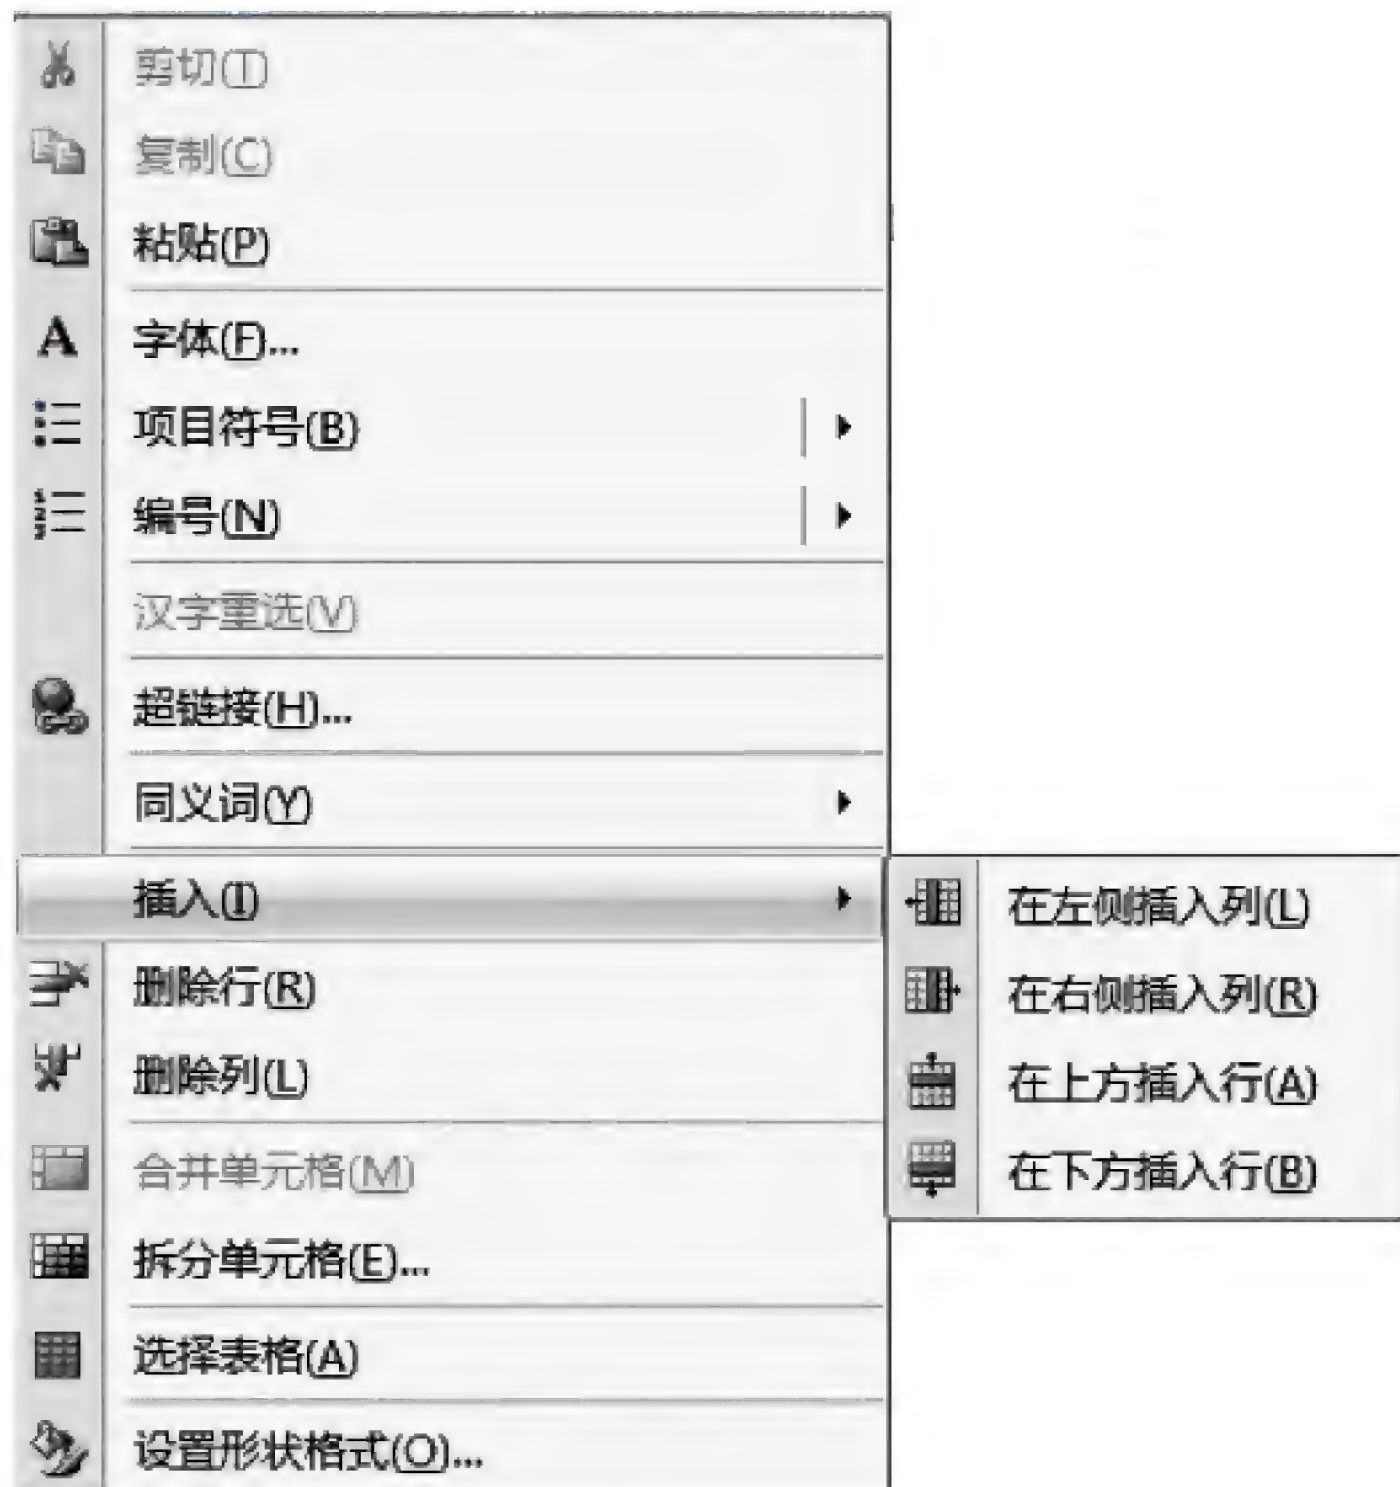 剪切(T)
复制(C)
粘贴(P)
字体(F)...
项目符号(B)
编号(N)
汉字重选(V)
超链接(H)...
同义词(Y)
插入(I)
删除行(R)
删除列(L)
合并单元格(M)
拆分单元格(E)...
选择表格(A)
设置形状格式(O)...
在左侧插入列(L)
在右侧插入列(R)
在上方插入行(A)
在下方插入行(B)